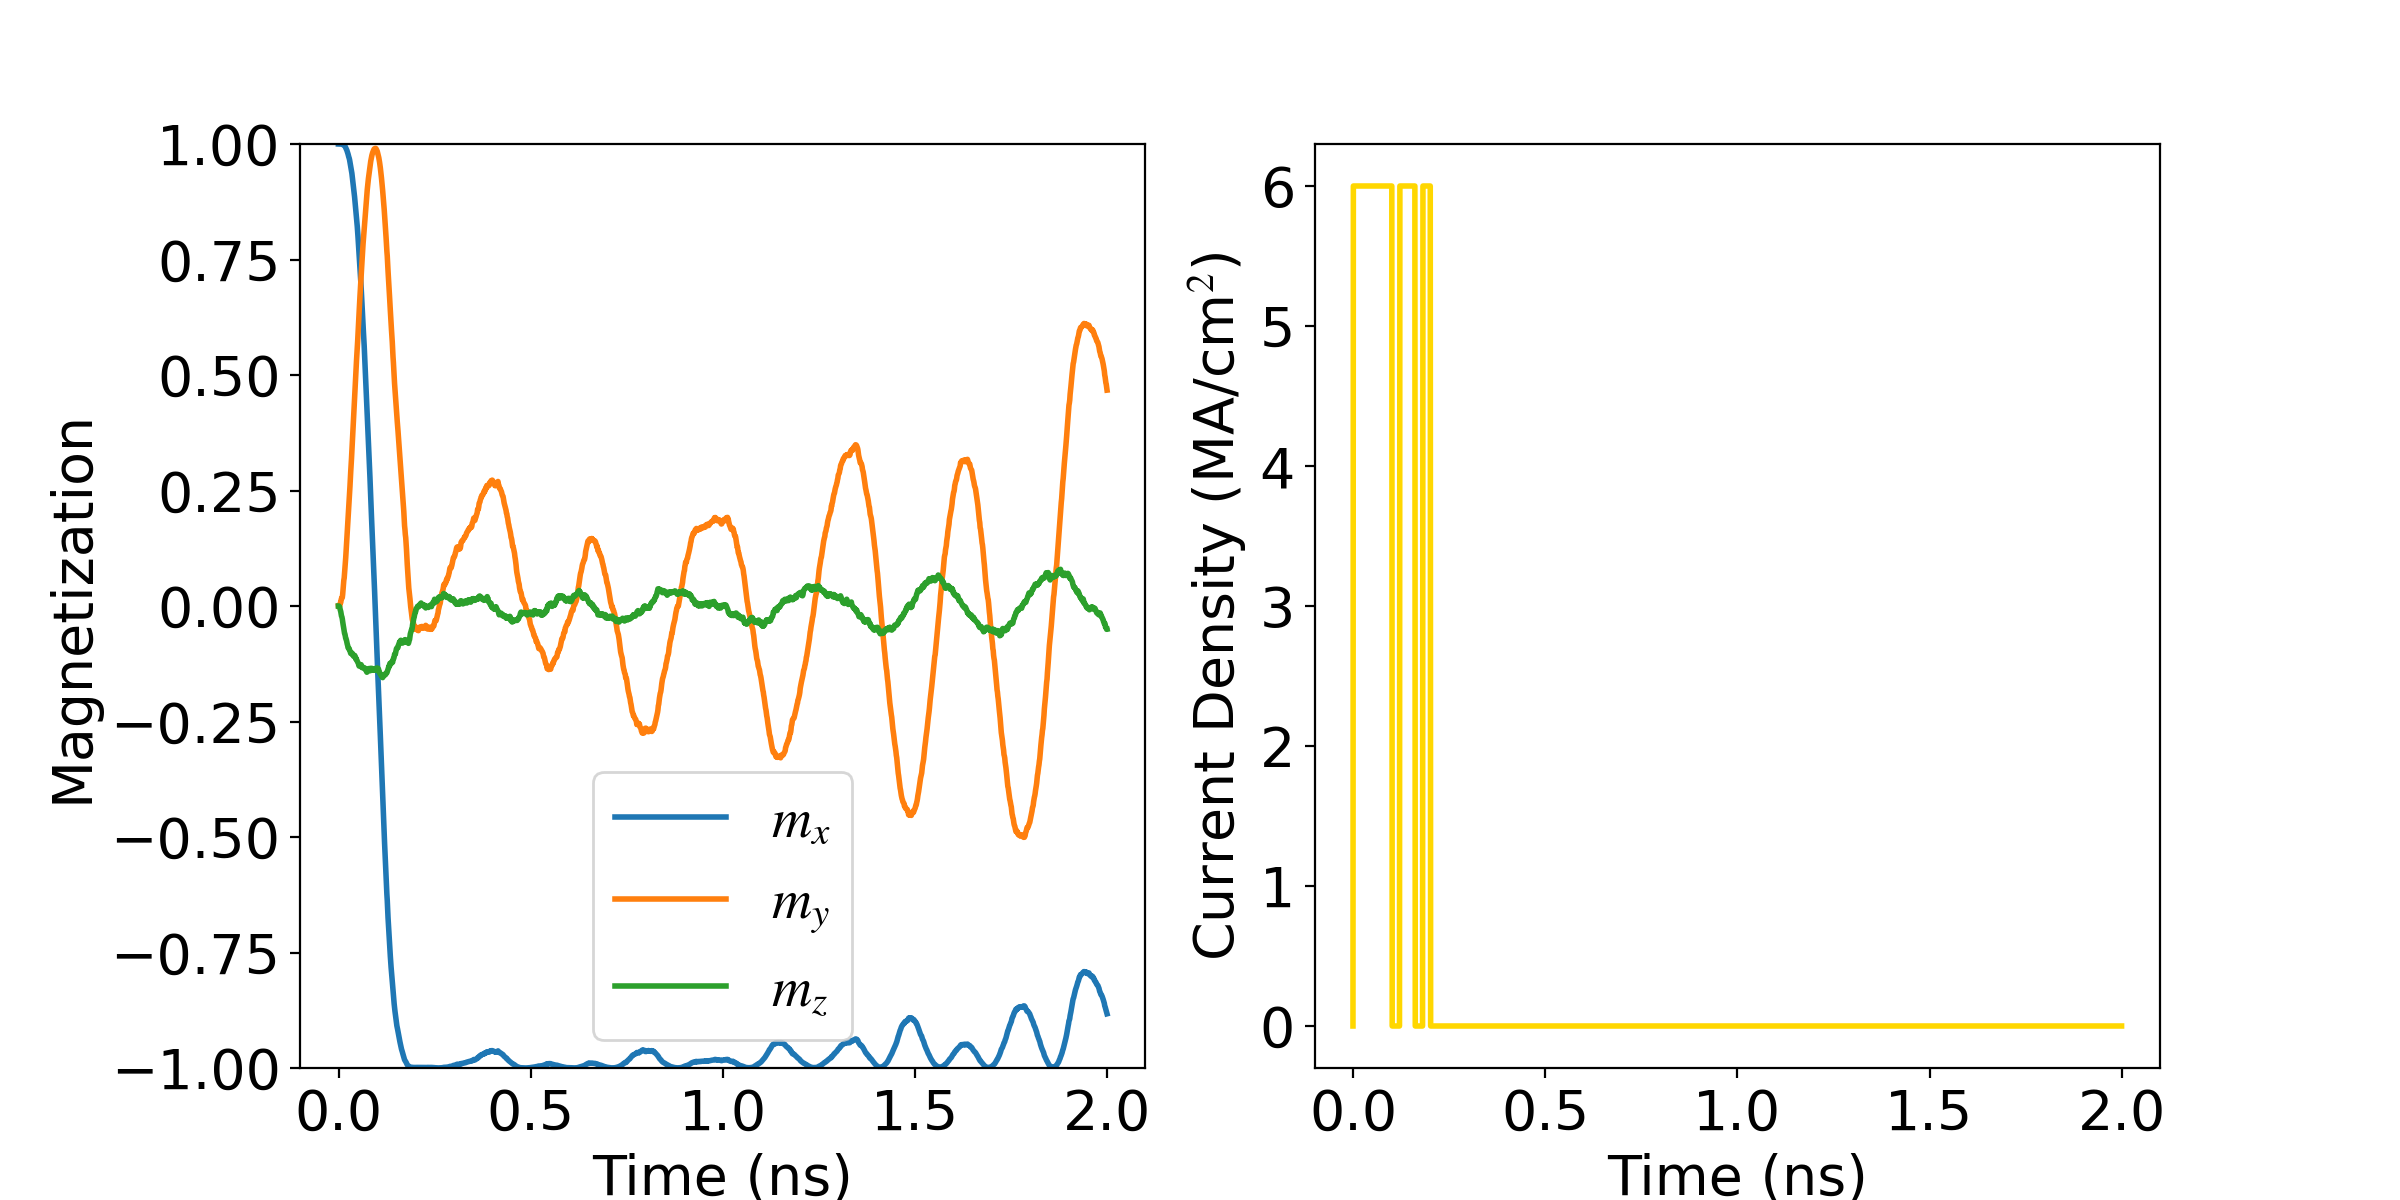 1.00
0.75
0.50
0.25
0.00
−0.25
−0.50
−0.75
−1.00
Magnetization
0.0 0.5 1.0 1.5 2.0
Time (ns)
m_x
m_y
m_z
6
5
4
3
2
1
0
Current Density (MA/cm²)
0.0 0.5 1.0 1.5 2.0
Time (ns)